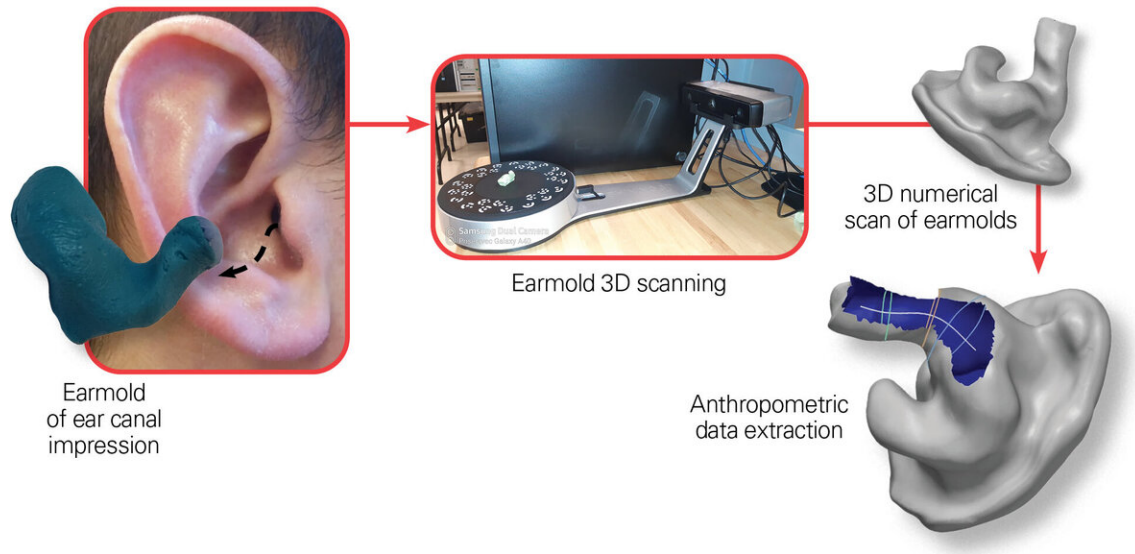 Earmold
of ear canal
impression
Samsung Dual Camera
Earmold 3D scanning
3D numerical
scan of earmolds
Anthropometric
data extraction